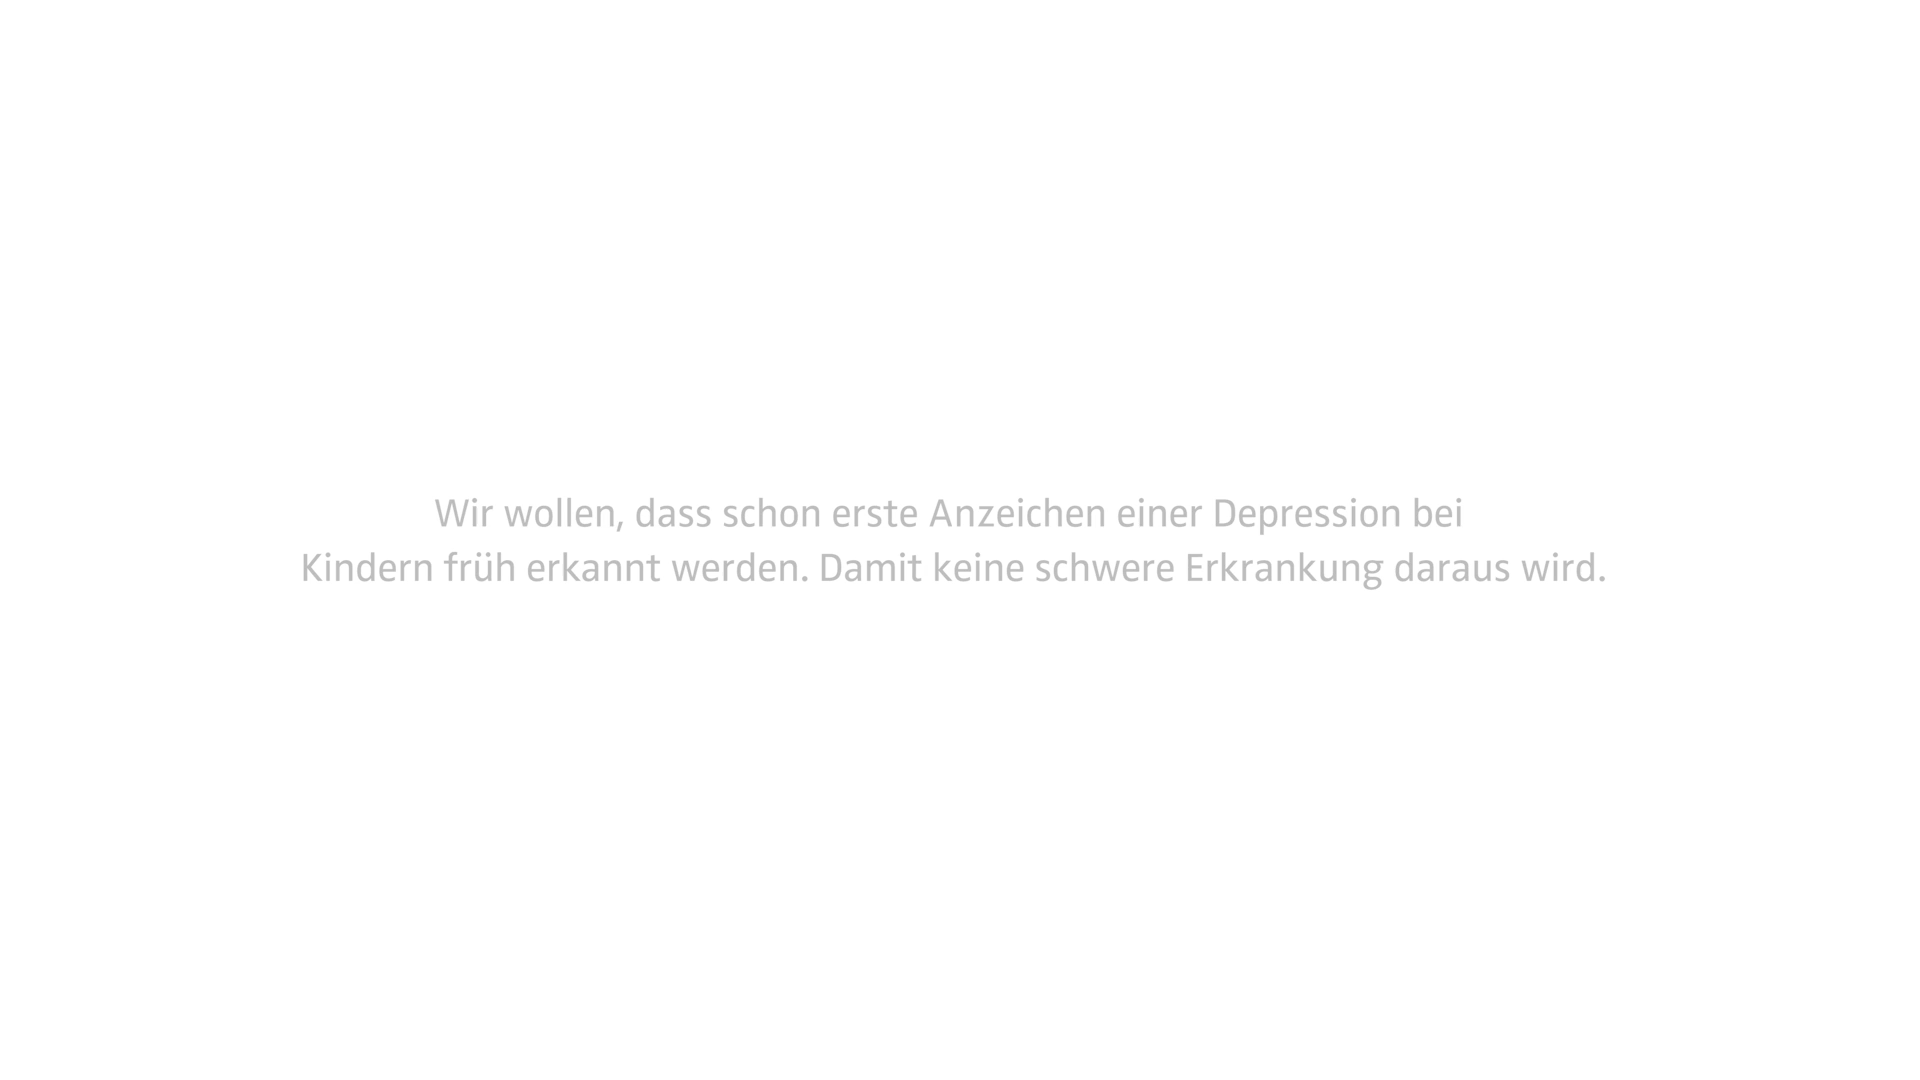 Wir wollen, dass schon erste Anzeichen einer Depression bei
Kindern früh erkannt werden. Damit keine schwere Erkrankung daraus wird.